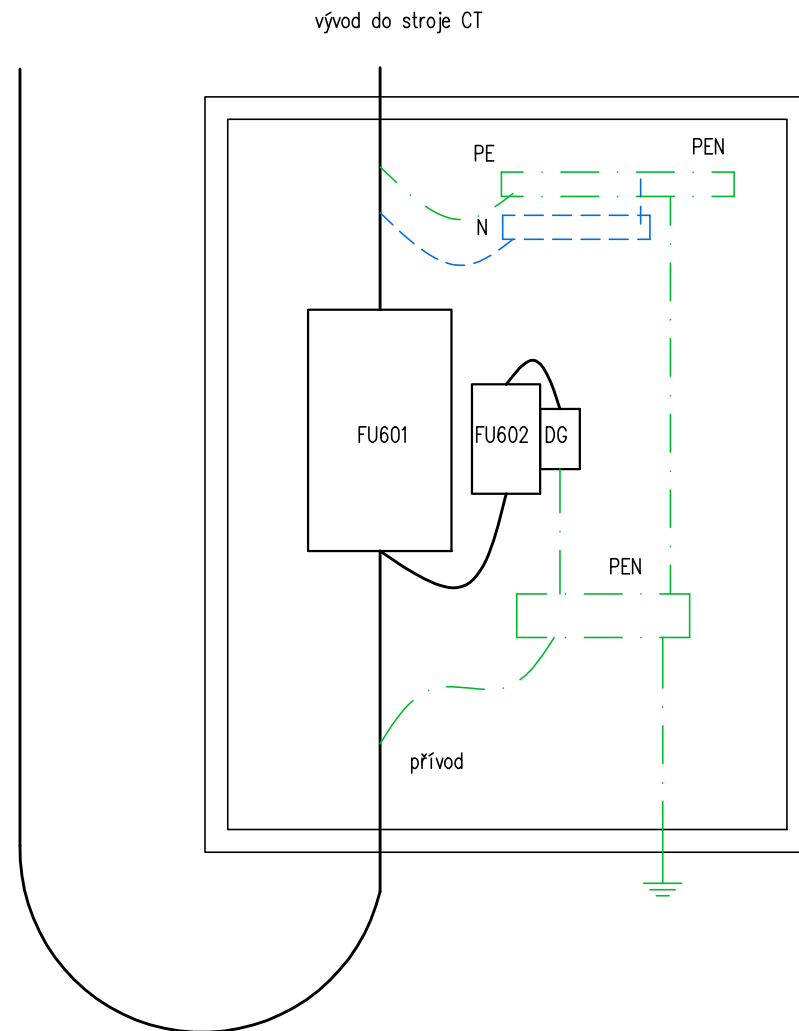 vývod do stroje CT
PE
PEN
N
FU601
FU602
DG
PEN
přívod